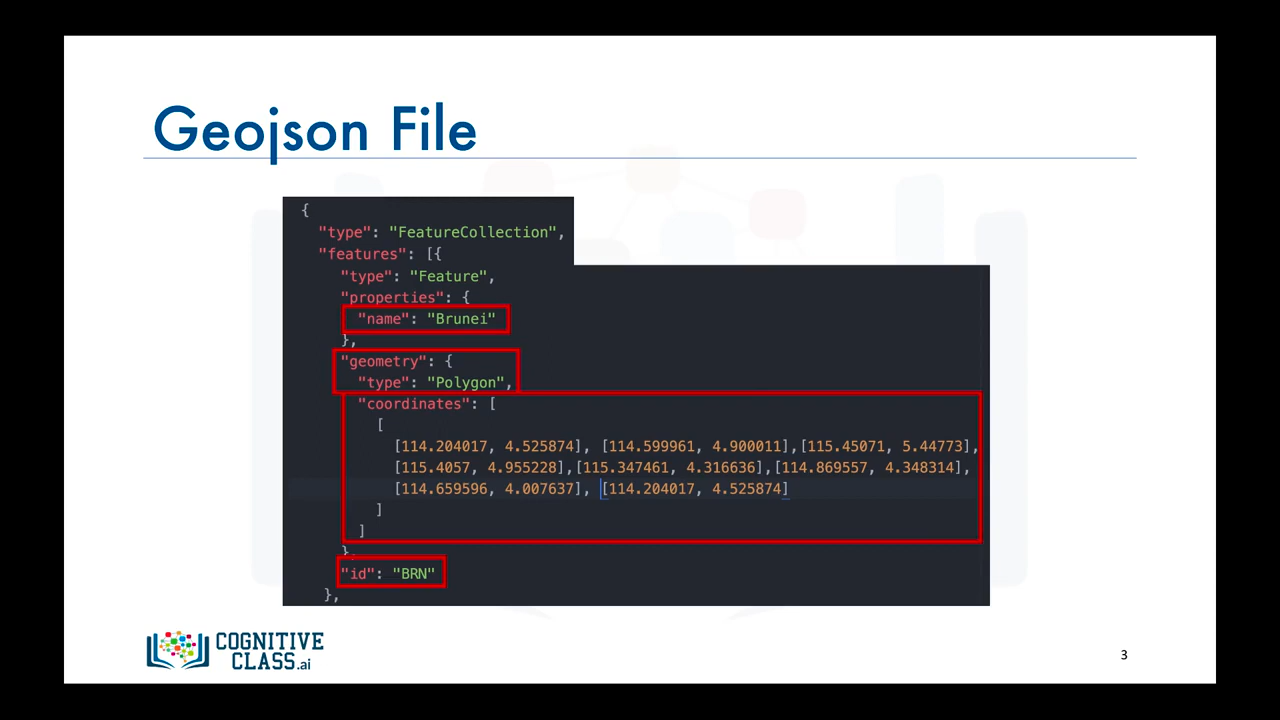 Geojson File
{
"type": "FeatureCollection",
"features": [{
"type": "Feature",
"properties": {
"name": "Brunei"
},
"geometry": {
"type": "Polygon",
"coordinates": [
[
[114.204017, 4.525874], [114.599961, 4.900011],[115.45071, 5.44773],
[115.4057, 4.955228],[115.347461, 4.316636],[114.869557, 4.348314],
[114.659596, 4.007637], [114.204017, 4.525874]
]
]
},
"id": "BRN"
},
COGNITIVE
CLASS.ai
3